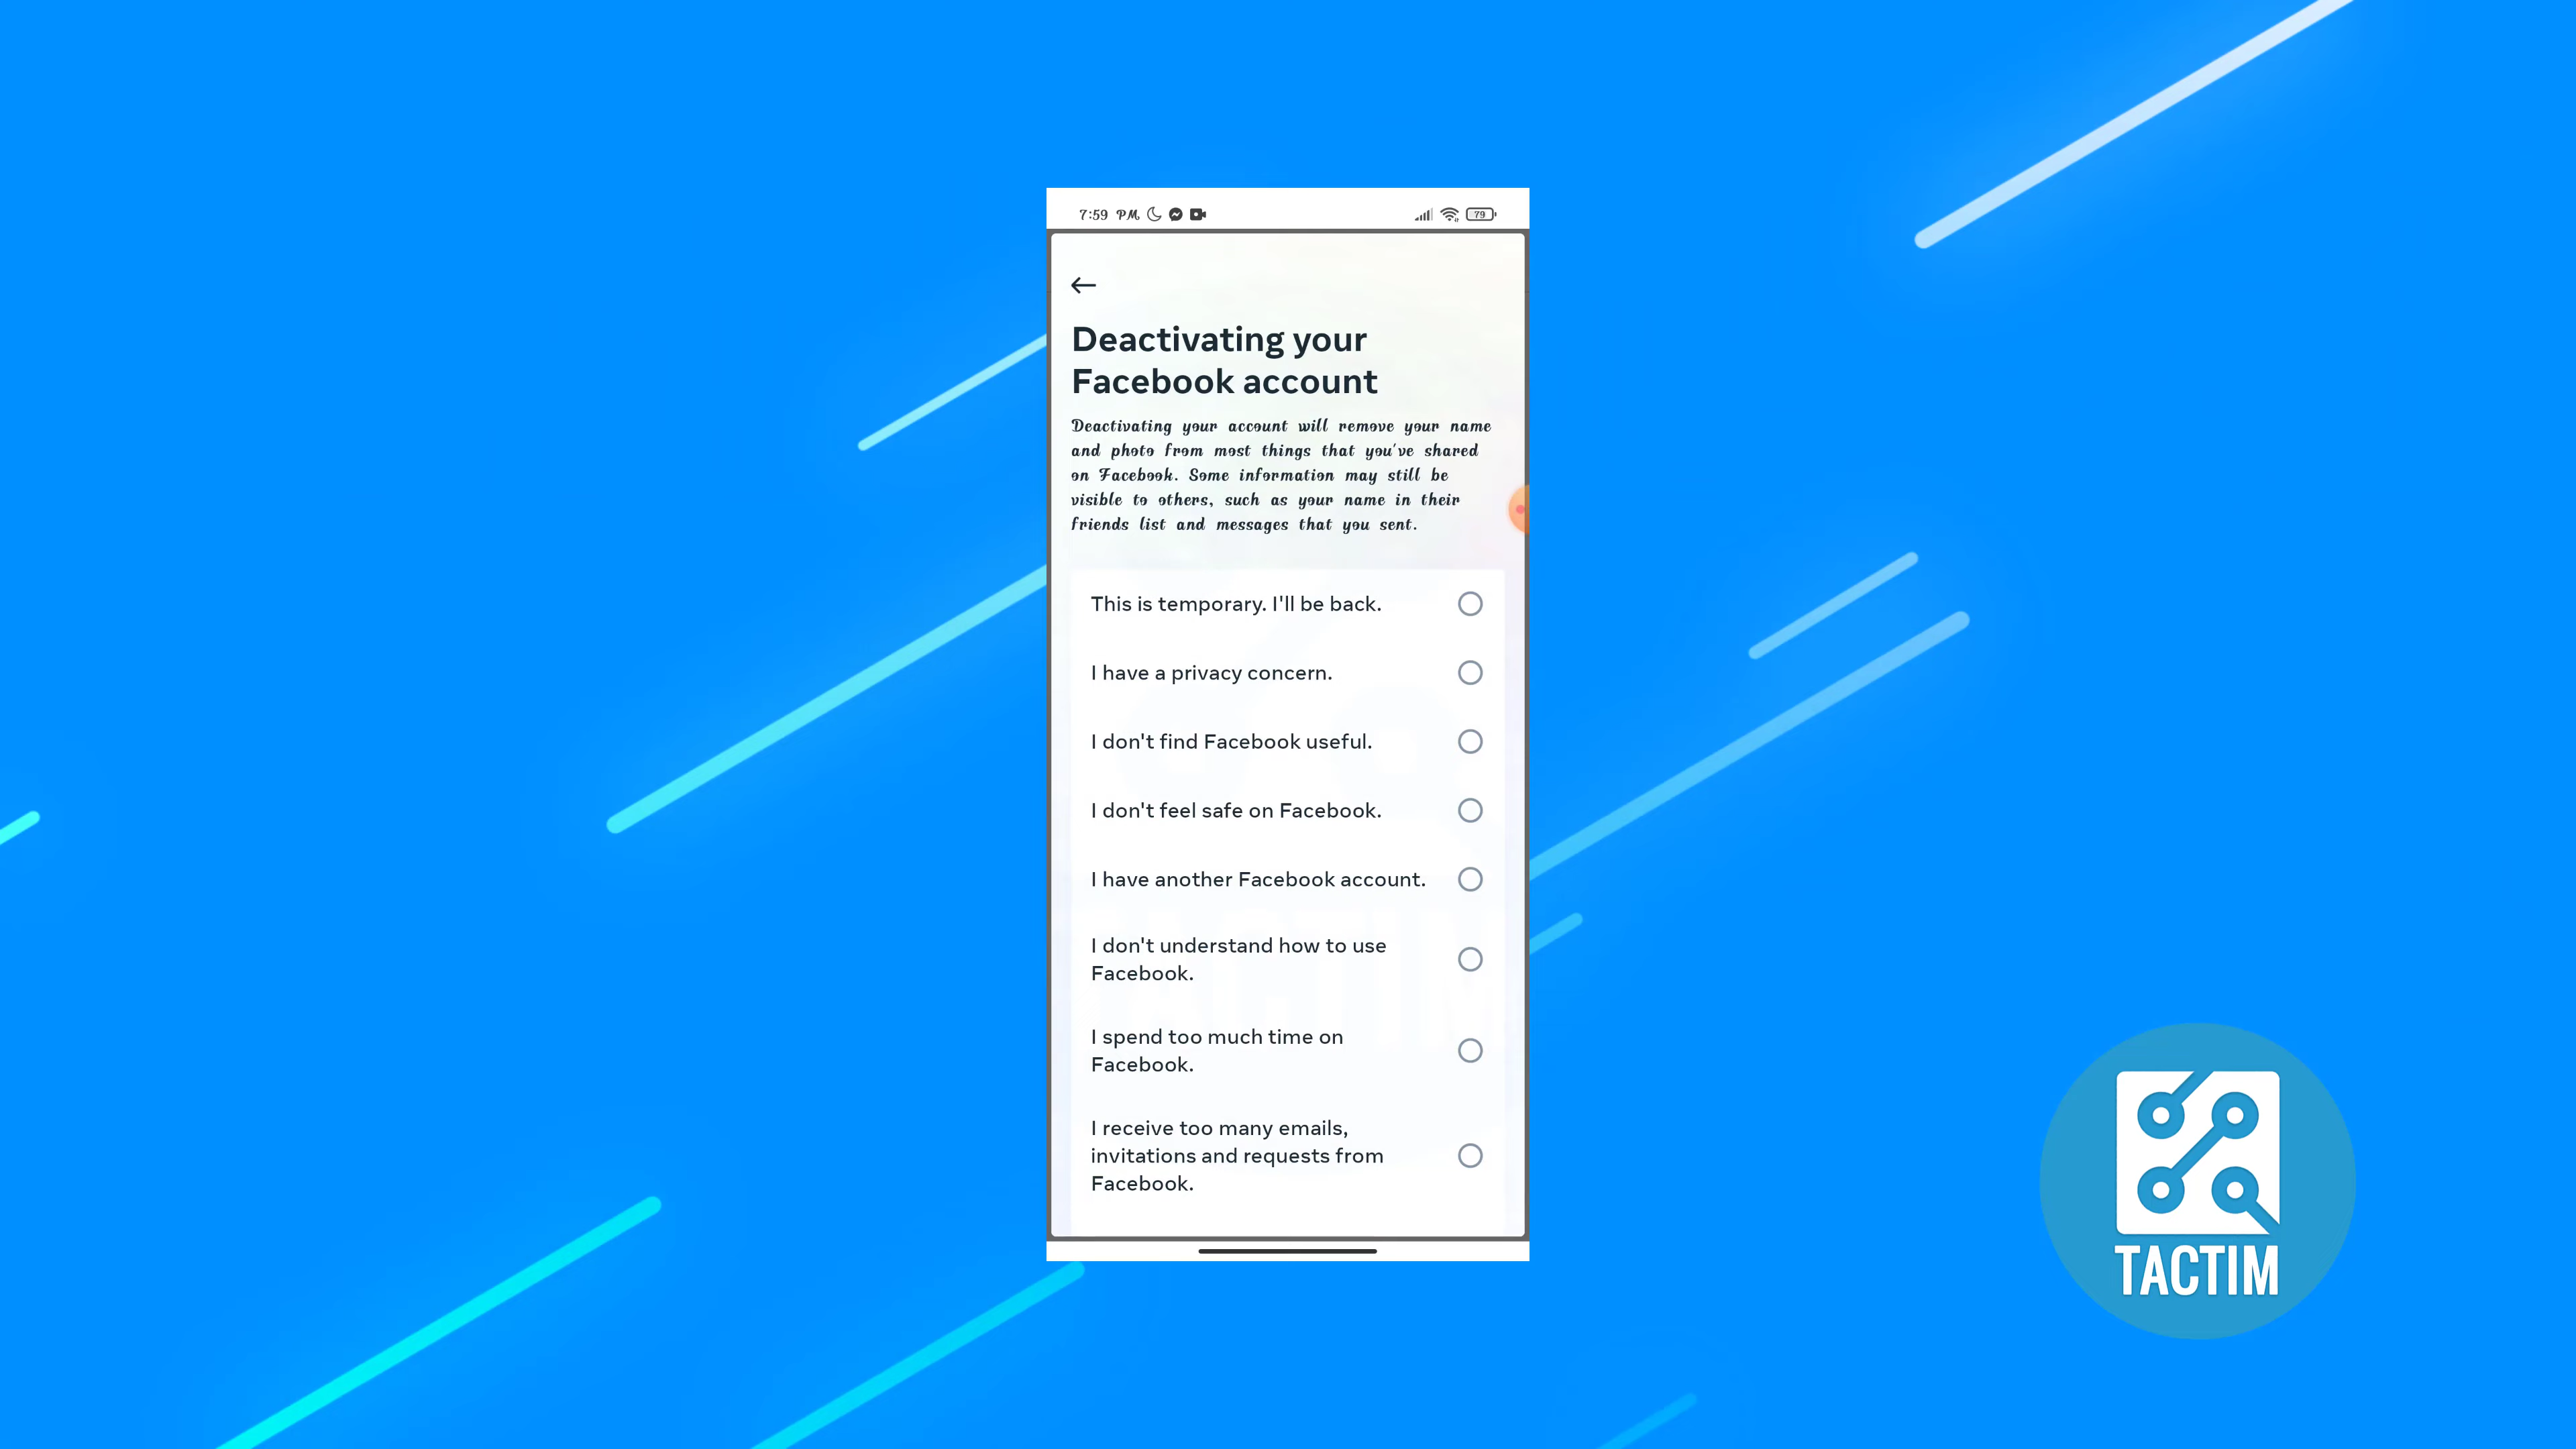 7:59 PM
79
Deactivating your
Facebook account
Deactivating your account will remove your name
and photo from most things that you've shared
on Facebook. Some information may still be
visible to others, such as your name in their
friends list and messages that you sent.
This is temporary. I'll be back.
I have a privacy concern.
I don't find Facebook useful.
I don't feel safe on Facebook.
I have another Facebook account.
I don't understand how to use
Facebook.
I spend too much time on
Facebook.
I receive too many emails,
invitations and requests from
Facebook.
TACTIM